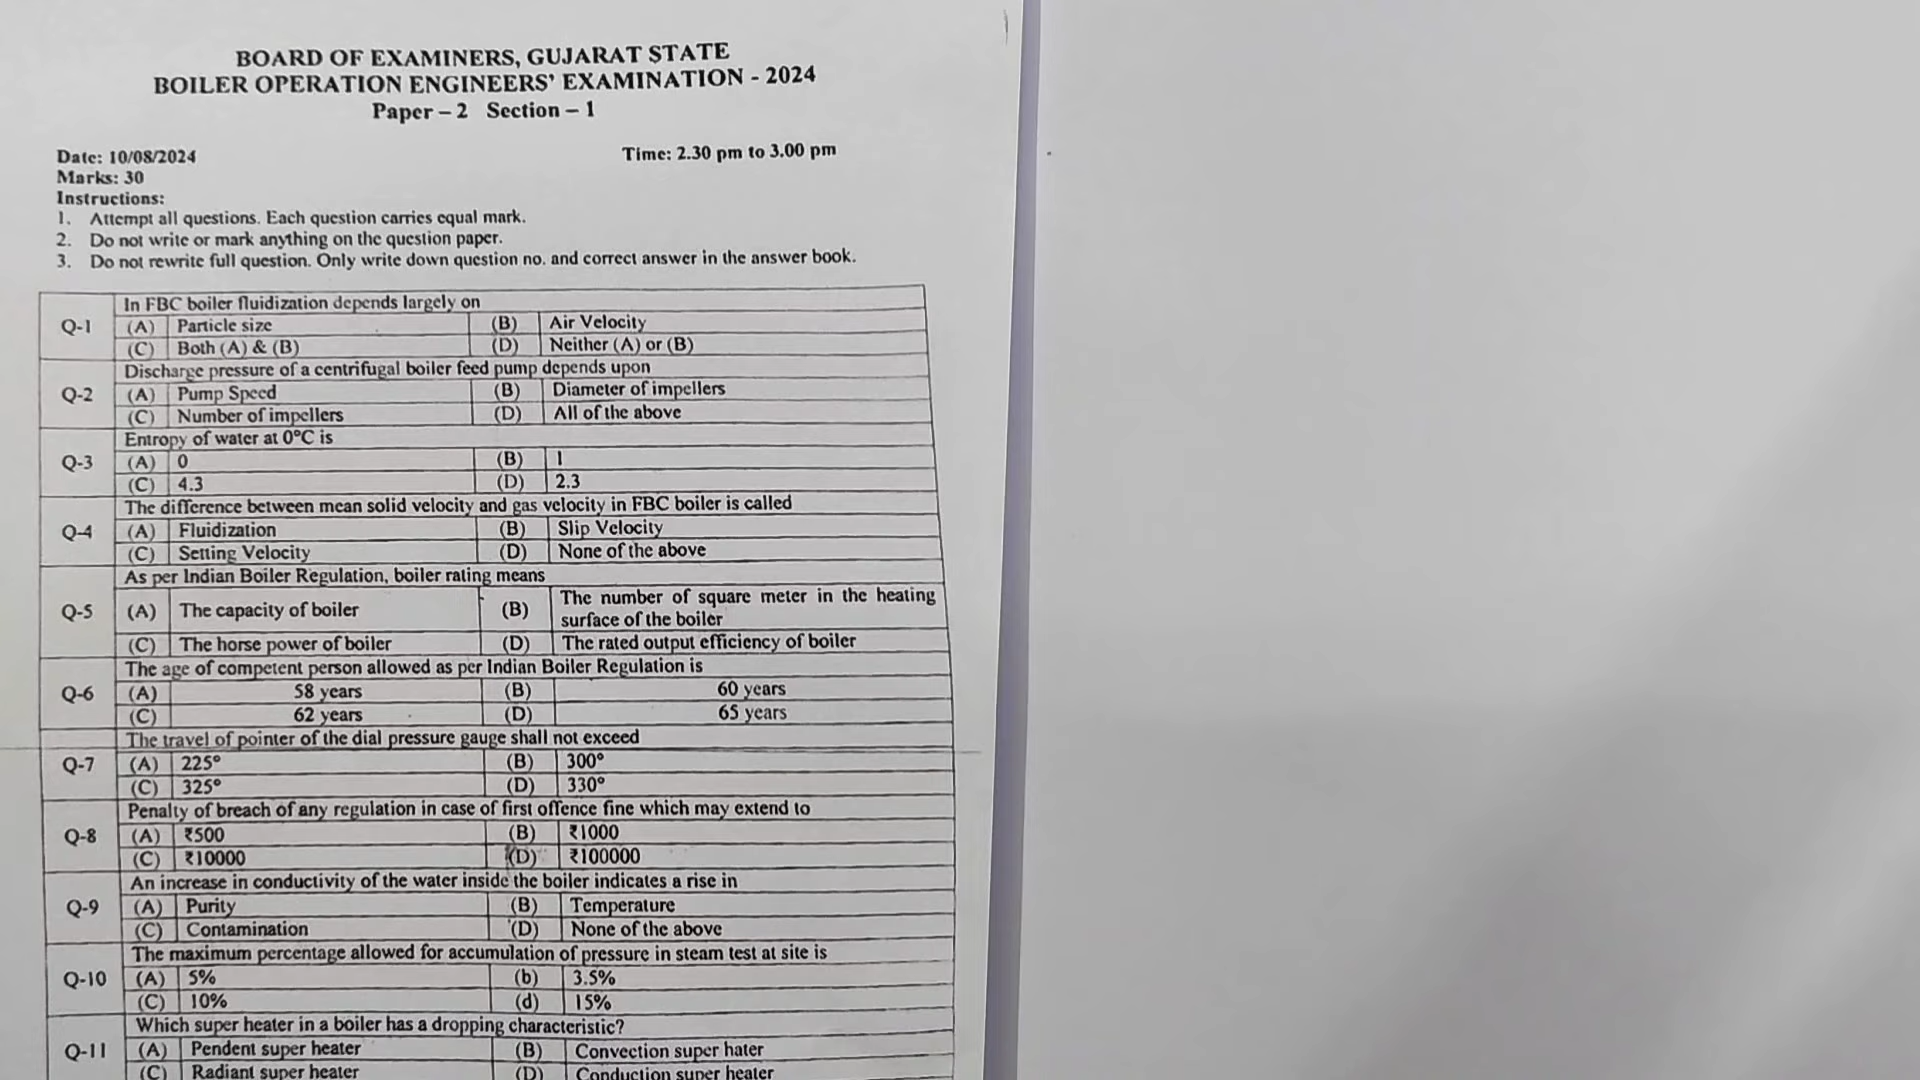 BOARD OF EXAMINERS, GUJARAT STATE
BOILER OPERATION ENGINEERS' EXAMINATION - 2024
Paper – 2 Section – 1
Date: 10/08/2024 Time: 2.30 pm to 3.00 pm
Marks: 30
Instructions:
1. Attempt all questions. Each question carries equal mark.
2. Do not write or mark anything on the question paper.
3. Do not rewrite full question. Only write down question no. and correct answer in the answer book.
In FBC boiler fluidization depends largely on
Q-1 (A) Particle size (B) Air Velocity
(C) Both (A) & (B) (D) Neither (A) or (B)
Discharge pressure of a centrifugal boiler feed pump depends upon
Q-2 (A) Pump Speed (B) Diameter of impellers
(C) Number of impellers (D) All of the above
Entropy of water at 0°C is
Q-3 (A) 0 (B) 1
(C) 4.3 (D) 2.3
The difference between mean solid velocity and gas velocity in FBC boiler is called
Q-4 (A) Fluidization (B) Slip Velocity
(C) Setting Velocity (D) None of the above
As per Indian Boiler Regulation, boiler rating means
Q-5 (A) The capacity of boiler (B) The number of square meter in the heating
surface of the boiler
(C) The horse power of boiler (D) The rated output efficiency of boiler
The age of competent person allowed as per Indian Boiler Regulation is
Q-6 (A) 58 years (B) 60 years
(C) 62 years (D) 65 years
The travel of pointer of the dial pressure gauge shall not exceed
Q-7 (A) 225° (B) 300°
(C) 325° (D) 330°
Penalty of breach of any regulation in case of first offence fine which may extend to
Q-8 (A) ₹500 (B) ₹1000
(C) ₹10000 (D) ₹100000
An increase in conductivity of the water inside the boiler indicates a rise in
Q-9 (A) Purity (B) Temperature
(C) Contamination (D) None of the above
The maximum percentage allowed for accumulation of pressure in steam test at site is
Q-10 (A) 5% (b) 3.5%
(C) 10% (d) 15%
Which super heater in a boiler has a dropping characteristic?
Q-11 (A) Pendent super heater (B) Convection super hater
(C) Radiant super heater (D) Conduction super heater